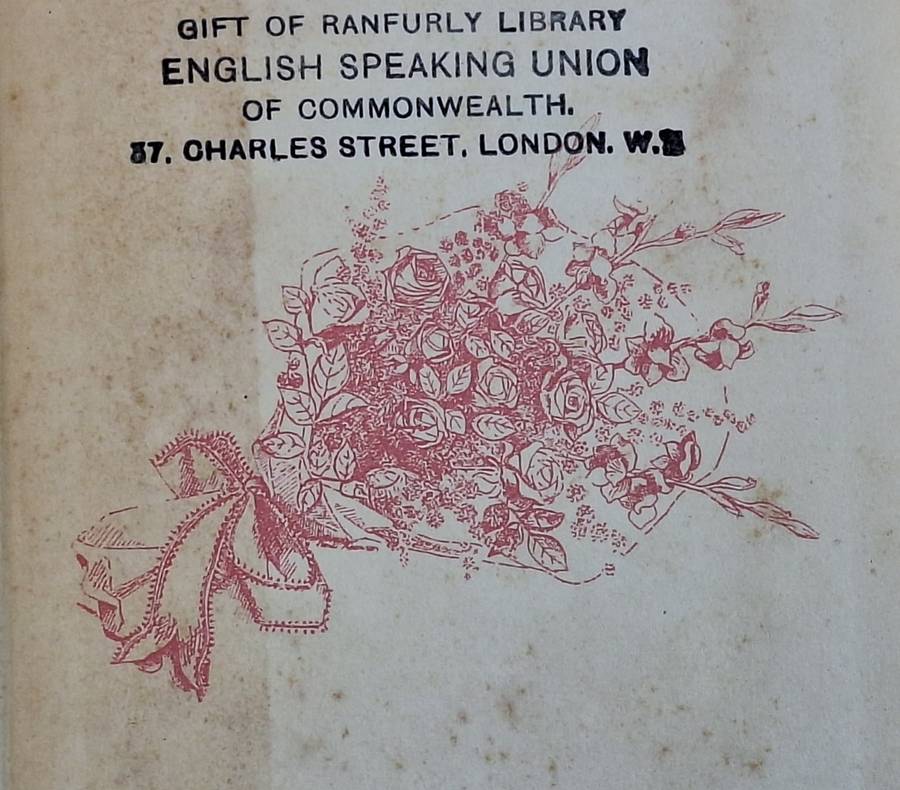 GIFT OF RANFURLY LIBRARY
ENGLISH SPEAKING UNION
OF COMMONWEALTH.
37, CHARLES STREET, LONDON. W.